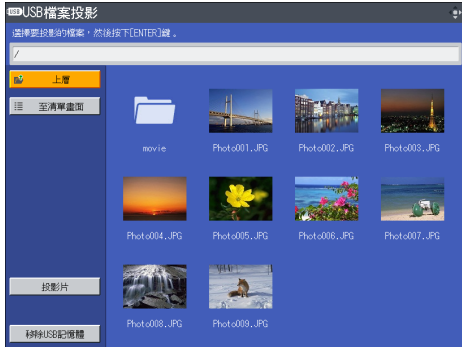 USB USB檔案投影
選擇要投影的檔案，然後按下[ENTER]鍵。
/
上層
至清單畫面
movie Photo001.JPG Photo002.JPG Photo003.JPG
Photo004.JPG Photo005.JPG Photo006.JPG Photo007.JPG
投影片
Photo008.JPG Photo009.JPG
移除USB記憶體